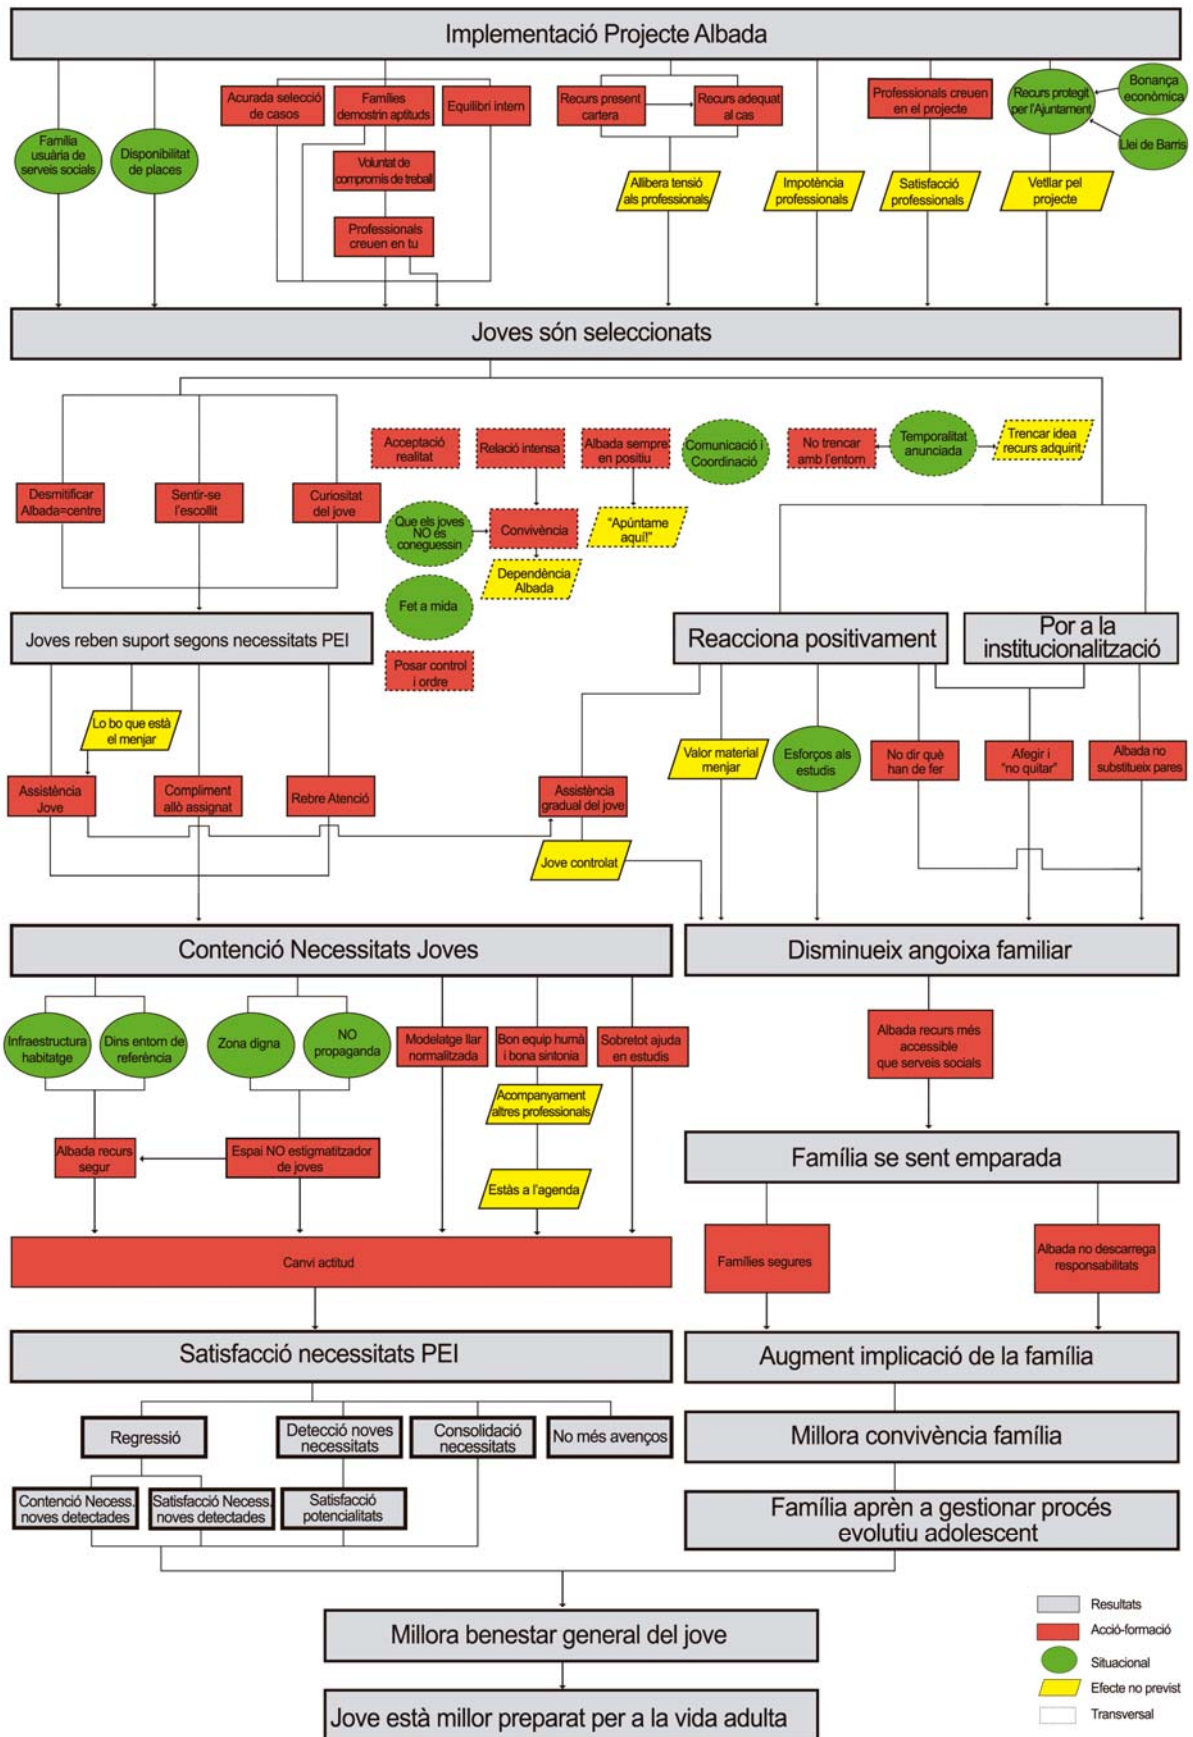 Implementació Projecte Albada
Família
usuària de
serveis socials
Disponibilitat
de places
Acurada selecció
de casos
Famílies
demostrin aptituds
Equilibri intern
Voluntat de
compromis de treball
Professionals
creuen en tu
Recurs present
cartera
Recurs adequat
al cas
Allibera tensió
als professionals
Impotència
professionals
Professionals creuen
en el projecte
Satisfacció
professionals
Recurs protegit
per l'Ajuntament
Bonança
econòmica
Llei de Barris
Vetllar pel
projecte
Joves són seleccionats
Desmitificar
Albada=centre
Sentir-se
l'escollit
Curiositat
del jove
Acceptació
realitat
Relació intensa
Albada sempre
en positiu
Comunicació i
Coordinació
No trencar
amb l'entorn
Temporalitat
anunciada
Trencar idea
recurs adquirit
Que els joves
NO és
coneguessin
Convivència
"Apúntame
aquí!"
Dependència
Albada
Fet a mida
Posar control
i ordre
Joves reben suport segons necessitats PEI
Reacciona positivament
Por a la
institucionalització
Lo bo que està
el menjar
Assistència
Jove
Compliment
allò assignat
Rebre Atenció
Assistència
gradual del jove
Jove controlat
Valor material
menjar
Esforços als
estudis
No dir què
han de fer
Afegir i
"no quitar"
Albada no
substitueix pares
Contenció Necessitats Joves
Disminueix angoixa familiar
Infraestructura
habitatge
Dins entorn de
referència
Zona digna
NO
propaganda
Modelatge llar
normalitzada
Bon equip humà
i bona sintonia
Sobretot ajuda
en estudis
Acompanyament
altres professionals
Albada recurs
segur
Espai NO estigmatitzador
de joves
Estàs a l'agenda
Albada recurs més
accessible
que serveis socials
Família se sent emparada
Canvi actitud
Famílies segures
Albada no descarrega
responsabilitats
Satisfacció necessitats PEI
Augment implicació de la família
Regressió
Detecció noves
necessitats
Consolidació
necessitats
No més avenços
Millora convivència família
Contenció Necess.
noves detectades
Satisfacció Necess.
noves detectades
Satisfacció
potencialitats
Família aprèn a gestionar procés
evolutiu adolescent
Millora benestar general del jove
Jove està millor preparat per a la vida adulta
Resultats
Acció-formació
Situacional
Efecte no previst
Transversal